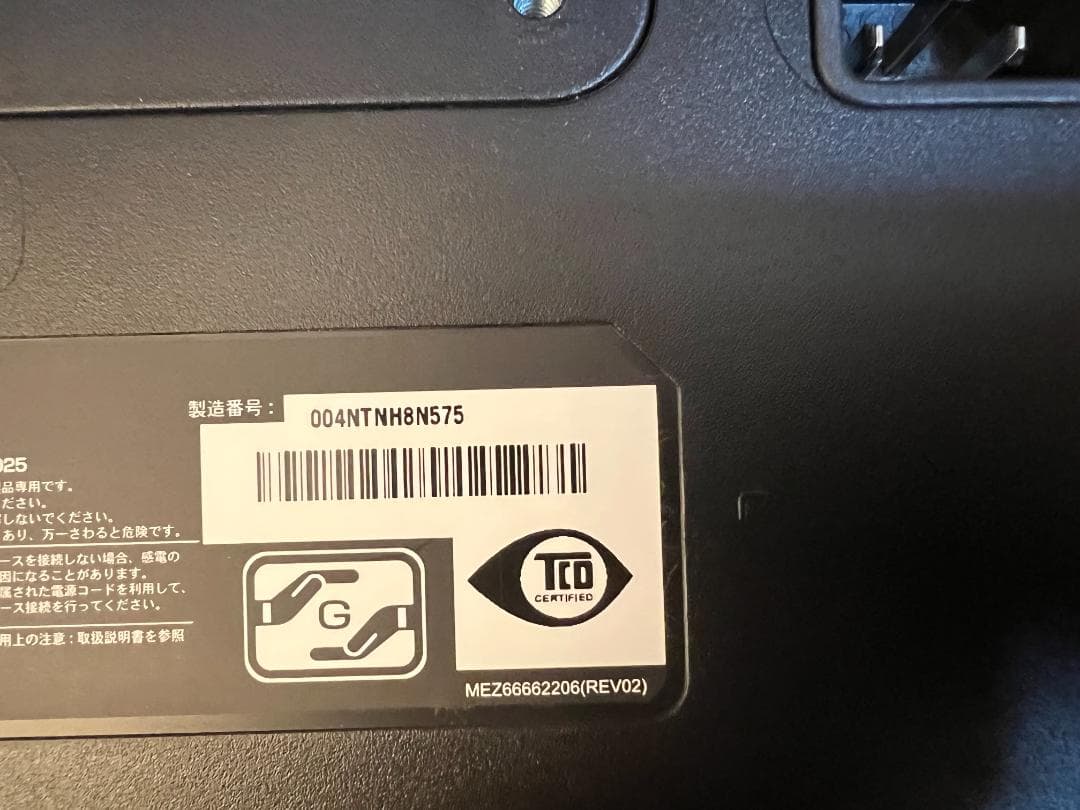 製造番号：
004NTNH8N575
025
品専用です。
ださい。
しないでください。
あり、万一さわると危険です。
ースを接続しない場合、感電の
因になることがあります。
属された電源コードを利用して、
ース接続を行ってください。
用上の注意：取扱説明書を参照
G
TCO
CERTIFIED
MEZ66662206(REV02)